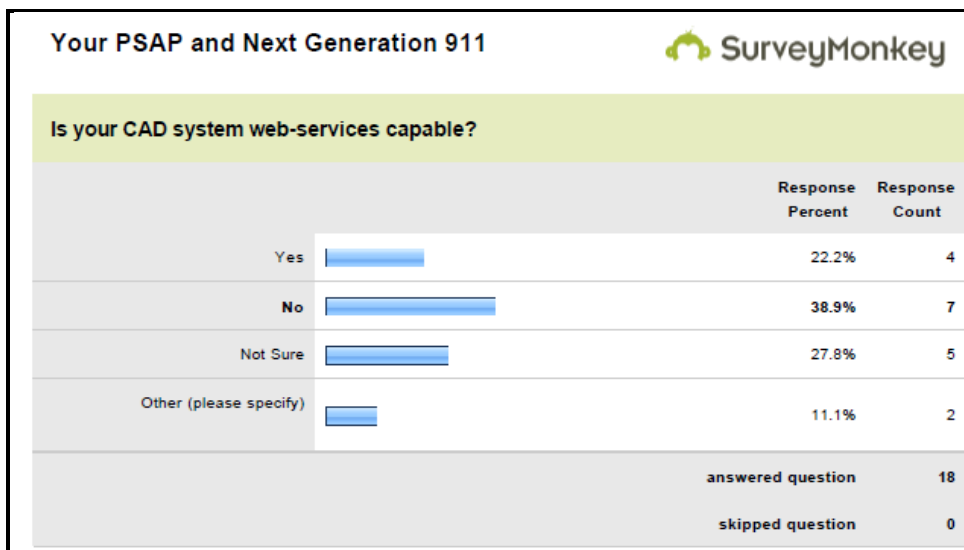 Your PSAP and Next Generation 911
SurveyMonkey
Is your CAD system web-services capable?
Response Percent Response Count
Yes 22.2% 4
No 38.9% 7
Not Sure 27.8% 5
Other (please specify) 11.1% 2
answered question 18
skipped question 0